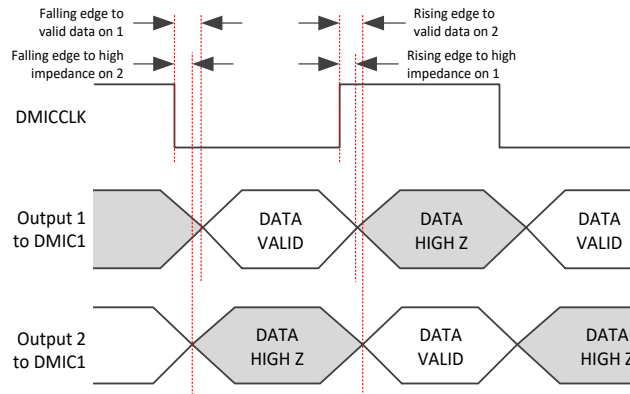 Falling edge to
valid data on 1
Rising edge to
valid data on 2
Falling edge to high
impedance on 2
Rising edge to high
impedance on 1
DMICCLK
Output 1
to DMIC1
DATA
VALID
DATA
HIGH Z
DATA
VALID
Output 2
to DMIC1
DATA
HIGH Z
DATA
VALID
DATA
HIGH Z